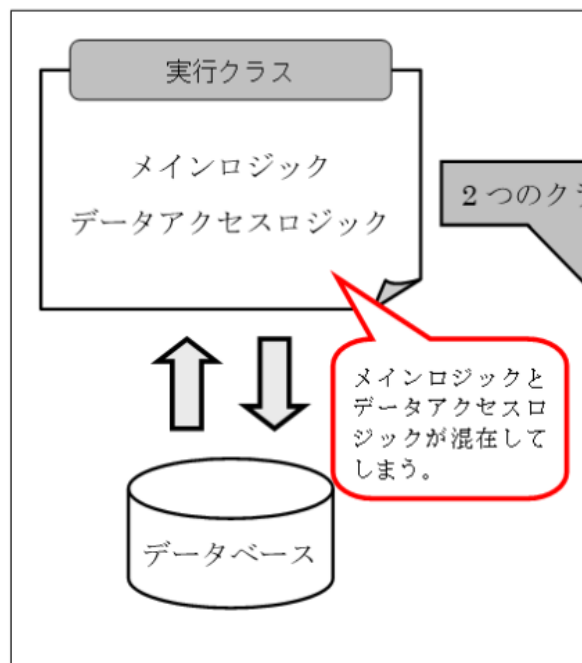 実行クラス
メインロジック
データアクセスロジック
2つのクラ
メインロジックと
データアクセスロ
ジックが混在して
しまう。
データベース